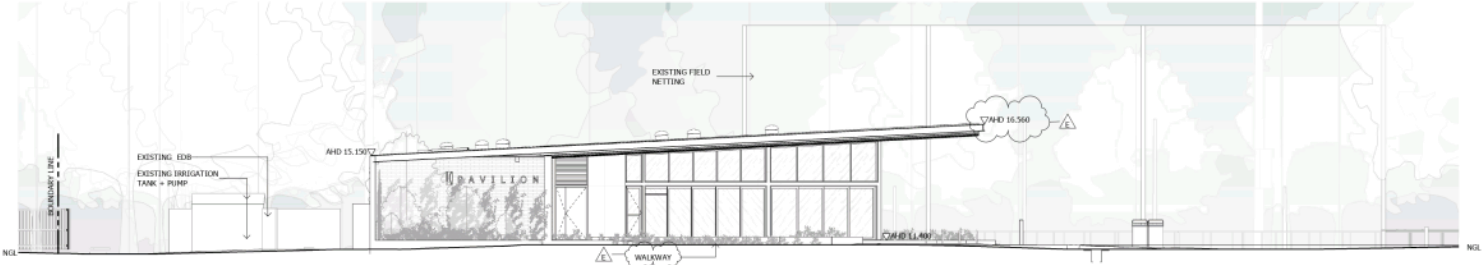 EXISTING FIELD
NETTING
AHD 16.560
E
AHD 15.150
EXISTING EDB
EXISTING IRRIGATION
TANK + PUMP
BOUNDARY LINE
PAVILION
AHD 11.400
NGL
E
WALKWAY
NGL